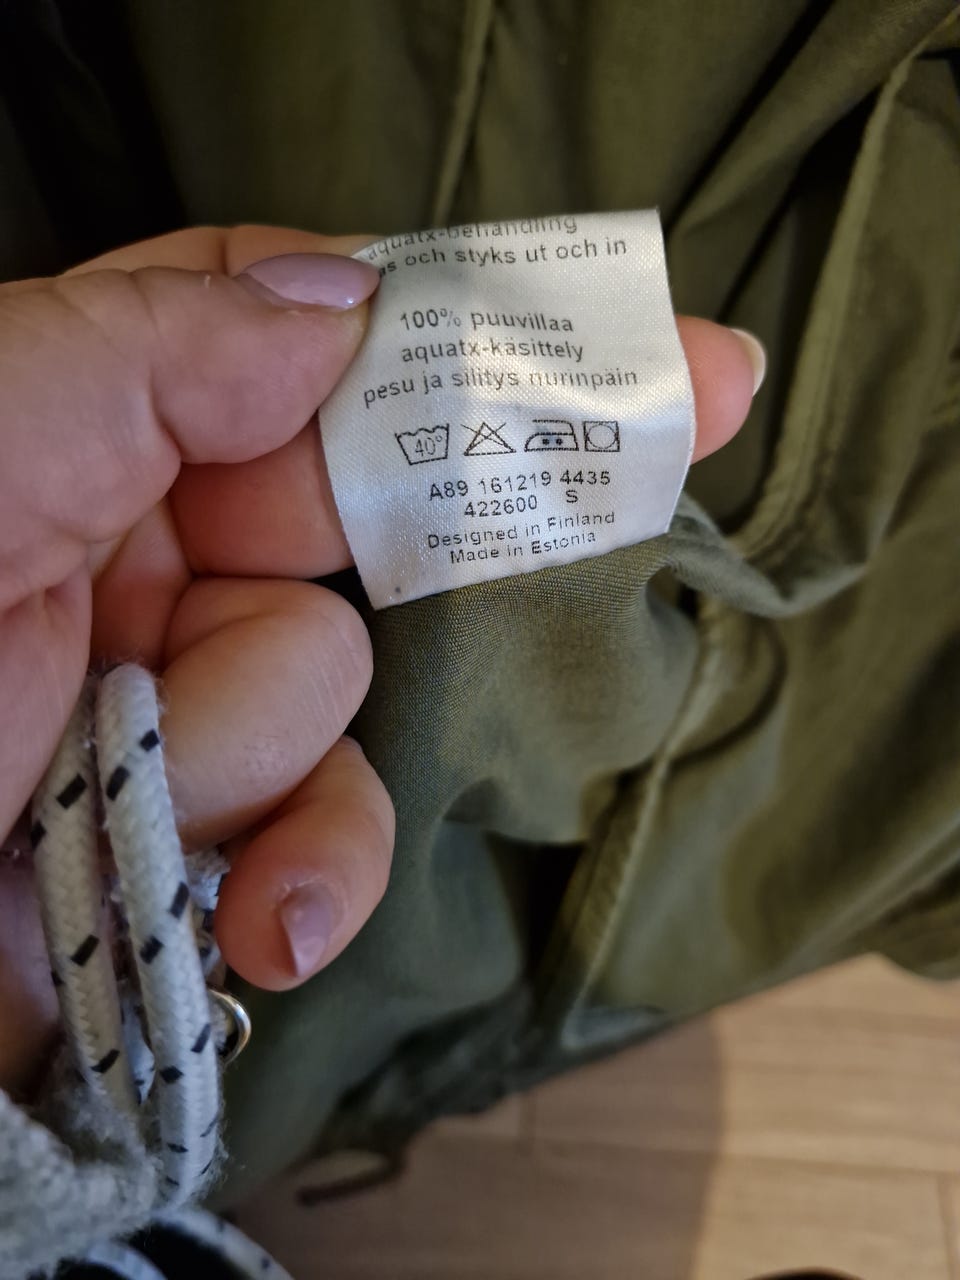 aquatx-behandling
as och styks ut och in
100% puuvillaa
aquatx-käsittely
pesu ja silitys nurinpäin
40°
A89 161219 4435
422600 S
Designed in Finland
Made in Estonia